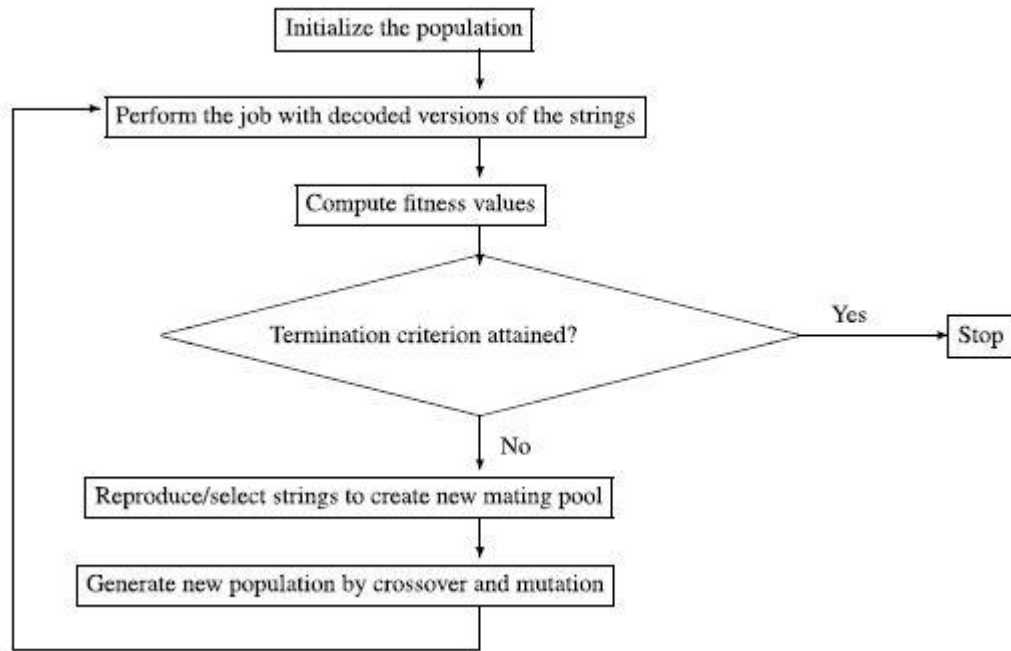 Initialize the population
Perform the job with decoded versions of the strings
Compute fitness values
Termination criterion attained?
Yes
Stop
No
Reproduce/select strings to create new mating pool
Generate new population by crossover and mutation